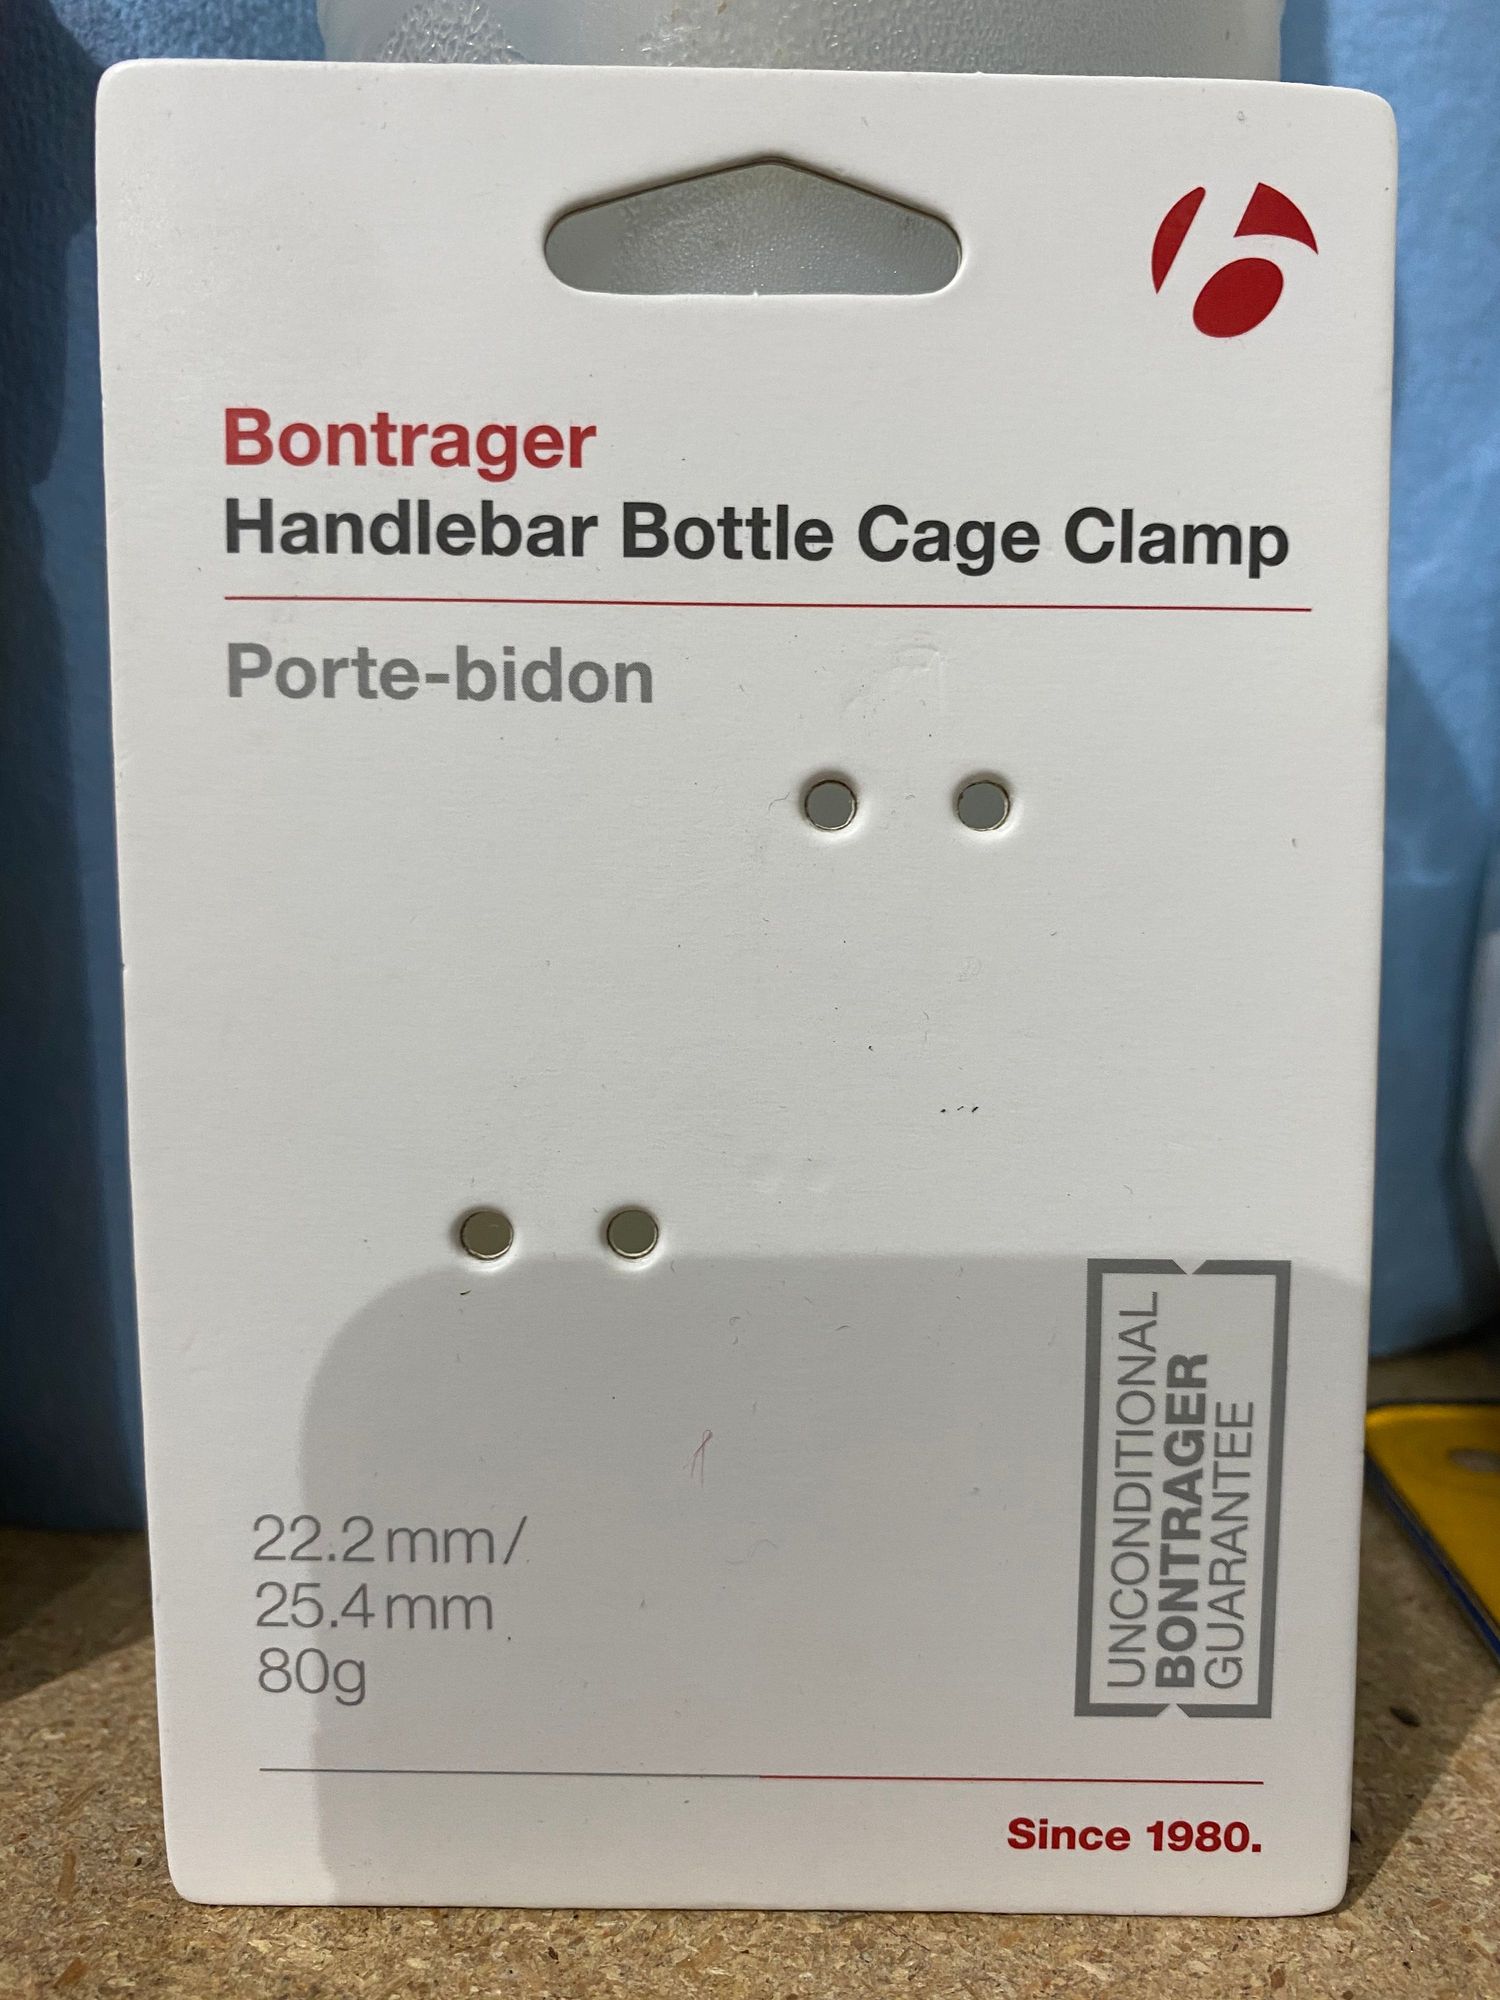 Bontrager
Handlebar Bottle Cage Clamp
Porte-bidon
22.2mm/
25.4mm
80g
UNCONDITIONAL
BONTRAGER
GUARANTEE
Since 1980.